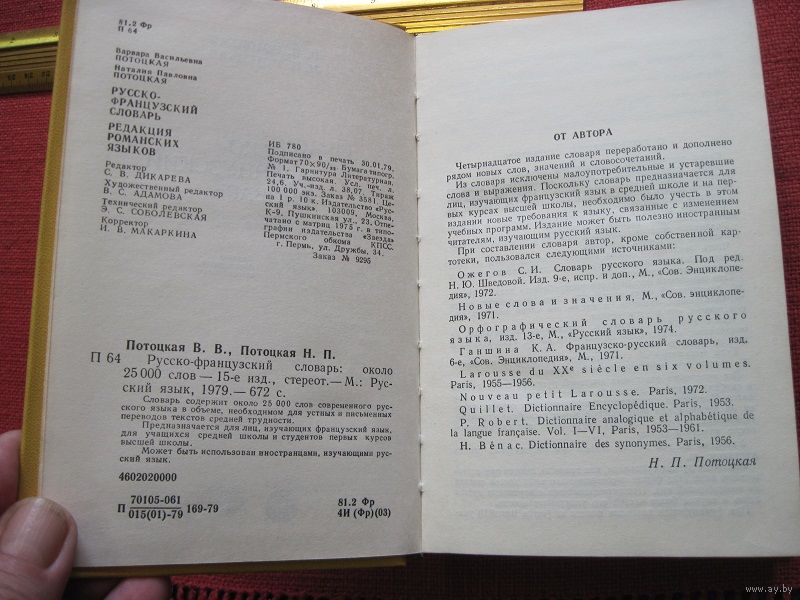 81.2 Фр
П 64
Варвара Васильевна
ПОТОЦКАЯ
Наталия Павловна
ПОТОЦКАЯ
РУССКО-
ФРАНЦУЗСКИЙ
СЛОВАРЬ
РЕДАКЦИЯ
РОМАНСКИХ
ЯЗЫКОВ
Редактор
С. В. ДИКАРЕВА
Художественный редактор
В. С. АДАМОВА
Технический редактор
Э. С. СОБОЛЕВСКАЯ
Корректор
И. В. МАКАРКИНА
ИБ 780
Подписано в печать 30.01.79.
Формат 70×90/32 Бумага типогр.
№ 1. Гарнитура Литературная.
Печать высокая. Усл. печ. л.
24,6. Уч.-изд. л. 38,07. Тираж
100 000 экз. Заказ № 3581. Це-
на 1 р. 10 к. Издательство «Рус-
ский язык», 103009, Москва,
К-9, Пушкинская ул., 23. Отпеча-
тано с матриц 1975 г. в типо-
графии издательства «Звезда»
Пермского обкома КПСС.
г. Пермь, ул. Дружбы, 34.
Заказ № 9295
Потоцкая В. В., Потоцкая Н. П.
П 64 Русско-французский словарь: около
25 000 слов — 15-е изд., стереот.— М.: Рус-
ский язык, 1979.— 672 с.
Словарь содержит около 25 000 слов современного рус-
ского языка в объеме, необходимом для устных и письменных
переводов текстов средней трудности.
Предназначается для лиц, изучающих французский язык,
для учащихся средней школы и студентов первых курсов
высшей школы.
Может быть использован иностранцами, изучающими рус-
ский язык.
4602020000
П 70105-061
015(01)-79 169-79
81.2 Фр
4И (Фр)(03)
ОТ АВТОРА
Четырнадцатое издание словаря переработано и дополнено
рядом новых слов, значений и словосочетаний.
Из словаря исключены малоупотребительные и устаревшие
слова и выражения. Поскольку словарь предназначается для
лиц, изучающих французский язык в средней школе и на пер-
вых курсах высшей школы, необходимо было учесть в этом
издании новые требования к языку, связанные с изменением
учебных программ. Издание может быть полезно иностранным
читателям, изучающим русский язык.
При составлении словаря автор, кроме собственной кар-
тотеки, пользовался следующими источниками:
Ожегов С. И. Словарь русского языка. Под ред.
Н. Ю. Шведовой. Изд. 9-е, испр. и доп., М., «Сов. Энциклопе-
дия», 1972.
Новые слова и значения, М., «Сов. энциклопе-
дия», 1971.
Орфографический словарь русского
языка, изд. 13-е, М., «Русский язык», 1974.
Ганшина К. А. Французско-русский словарь, изд.
6-е, «Сов. Энциклопедия», М., 1971.
Larousse du XXe siècle en six volumes.
Paris, 1955—1956.
Nouveau petit Larousse. Paris, 1972.
Quillet. Dictionnaire Encyclopédique. Paris, 1953.
P. Robert. Dictionnaire analogique et alphabétique de
la langue française. Vol. I—VI, Paris, 1953—1961.
H. Bénac. Dictionnaire des synonymes. Paris, 1956.
Н. П. Потоцкая
www.ay.by